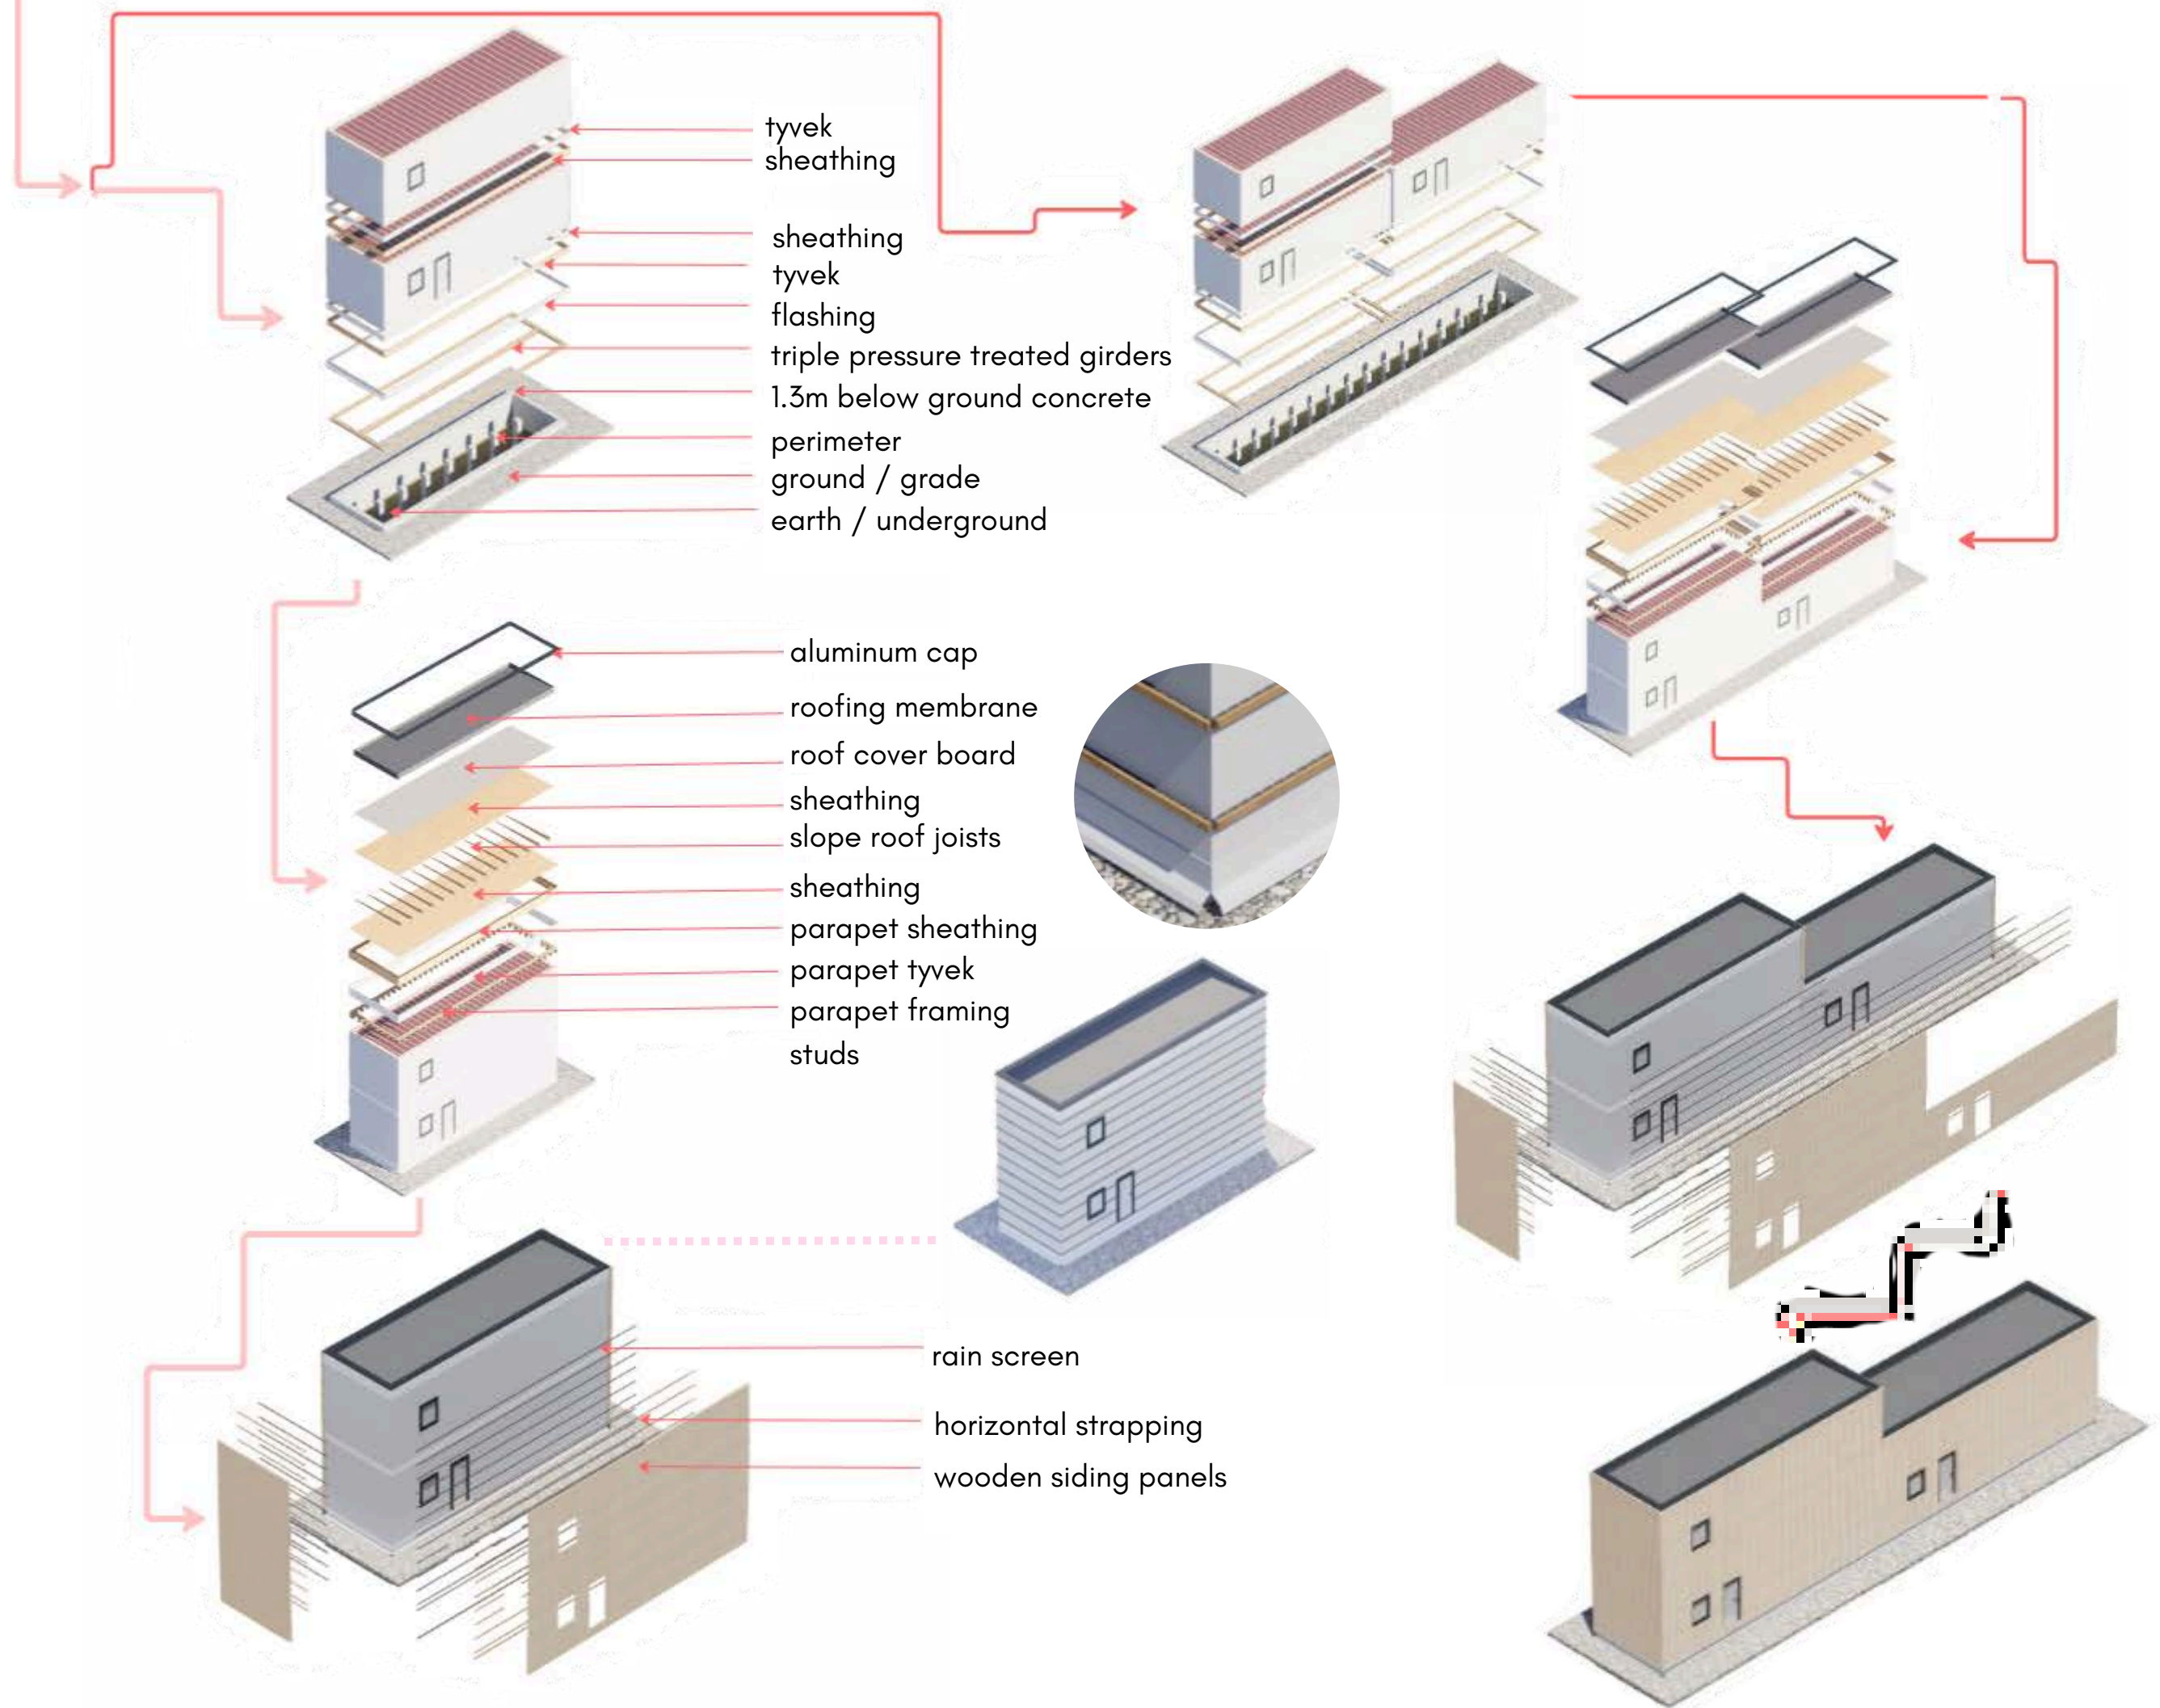 tyvek
sheathing
sheathing
tyvek
flashing
triple pressure treated girders
1.3m below ground concrete
perimeter
ground / grade
earth / underground
aluminum cap
roofing membrane
roof cover board
sheathing
slope roof joists
sheathing
parapet sheathing
parapet tyvek
parapet framing
studs
rain screen
horizontal strapping
wooden siding panels